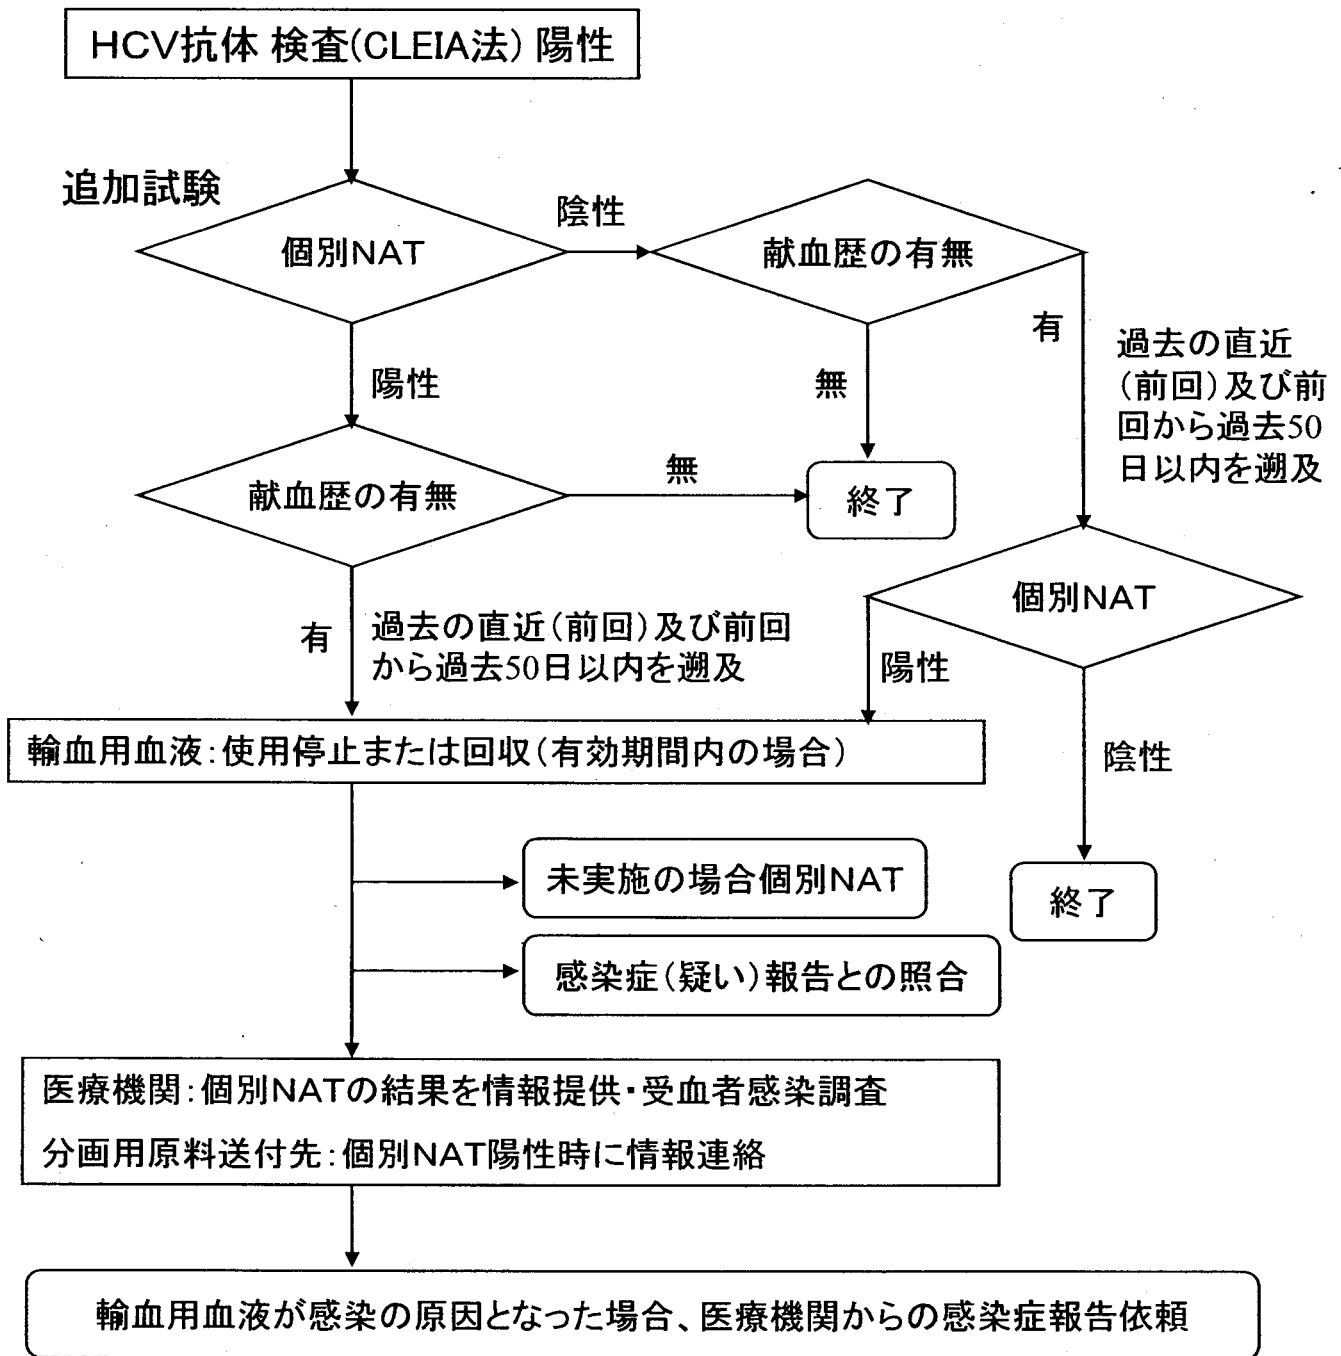 HCV抗体 検査(CLEIA法) 陽性
追加試験
個別NAT
陰性
献血歴の有無
陽性
無
有
過去の直近
(前回)及び前
回から過去50
日以内を遡及
献血歴の有無
無
終了
個別NAT
有
過去の直近(前回)及び前回
から過去50日以内を遡及
陽性
陰性
輸血用血液:使用停止または回収(有効期間内の場合)
未実施の場合個別NAT
終了
感染症(疑い)報告との照合
医療機関:個別NATの結果を情報提供・受血者感染調査
分画用原料送付先:個別NAT陽性時に情報連絡
輸血用血液が感染の原因となった場合、医療機関からの感染症報告依頼